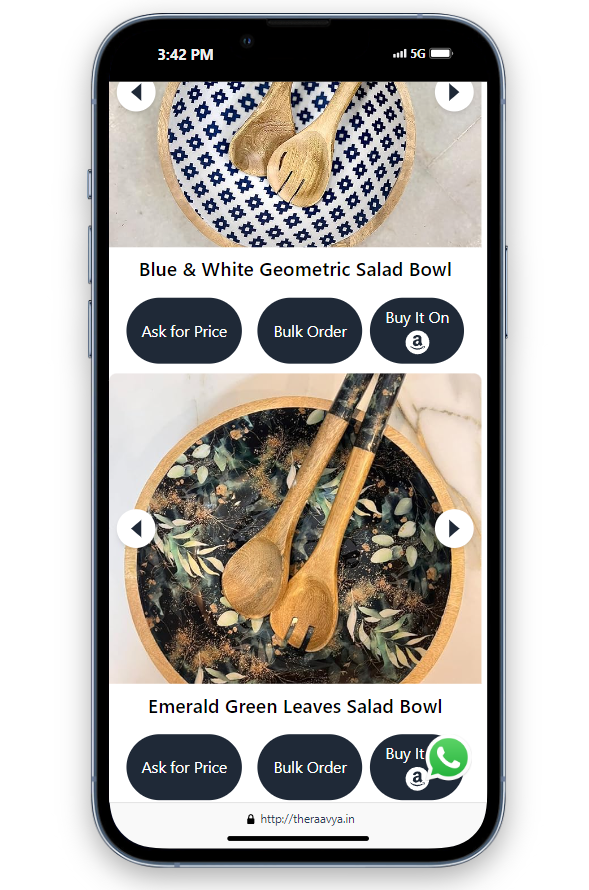 3:42 PM
5G
Blue & White Geometric Salad Bowl
Ask for Price
Bulk Order
Buy It On
a
Emerald Green Leaves Salad Bowl
Ask for Price
Bulk Order
Buy It
a
http://theraavya.in